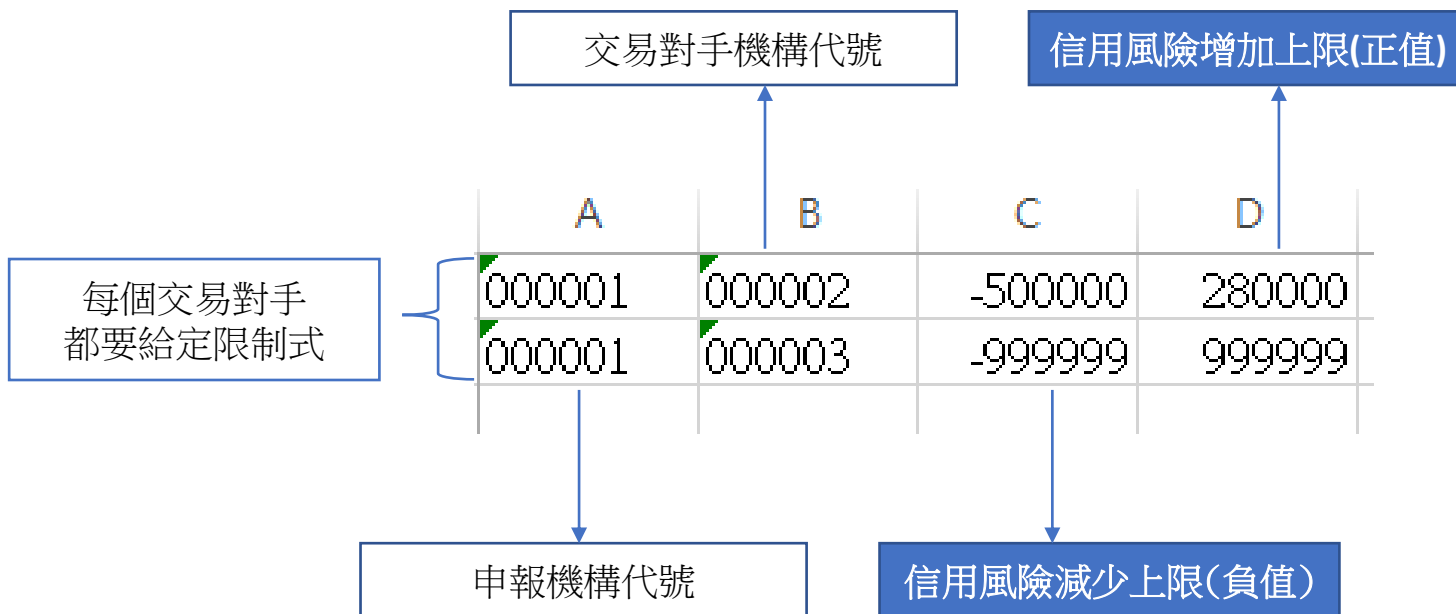 交易對手機構代號
信用風險增加上限(正值)
A B C D
每個交易對手
都要給定限制式
000001 000002 -500000 280000
000001 000003 -999999 999999
申報機構代號
信用風險減少上限(負值)